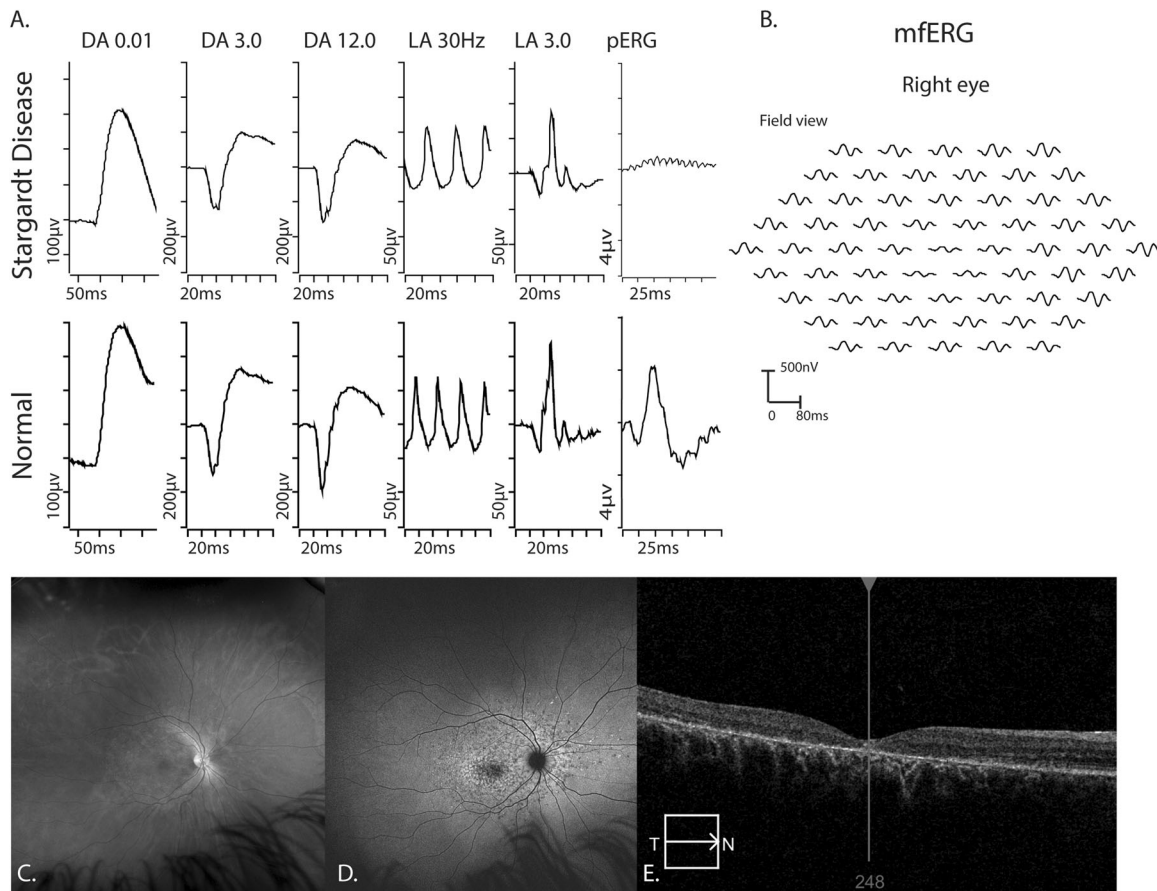 A.
DA 0.01 DA 3.0 DA 12.0 LA 30Hz LA 3.0 pERG
Stargardt Disease
100μv 200μv 200μv 50μv 50μv 4μv
50ms 20ms 20ms 20ms 25ms
Normal
100μv 200μv 200μv 50μv 50μv 4μv
50ms 20ms 20ms 20ms 25ms
B.
mfERG
Right eye
Field view
500nV
0 80ms
C.
D.
T N
E.
248